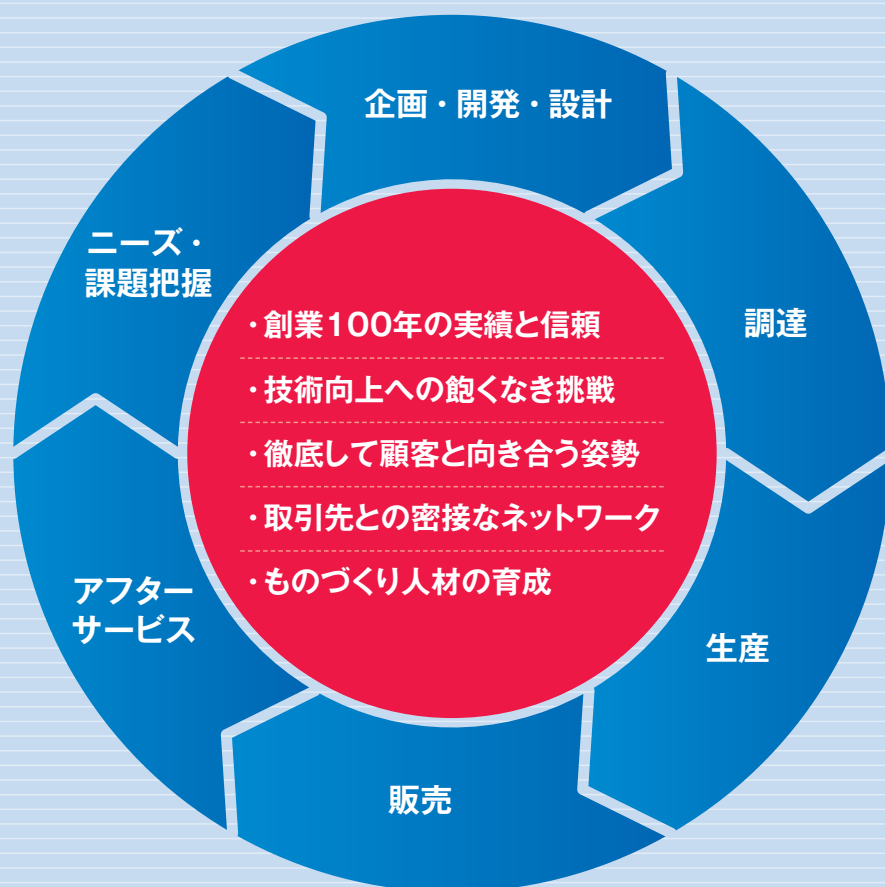 企画・開発・設計
ニーズ・
課題把握
調達
・創業100年の実績と信頼
・技術向上への飽くなき挑戦
・徹底して顧客と向き合う姿勢
・取引先との密接なネットワーク
・ものづくり人材の育成
アフター
サービス
生産
販売